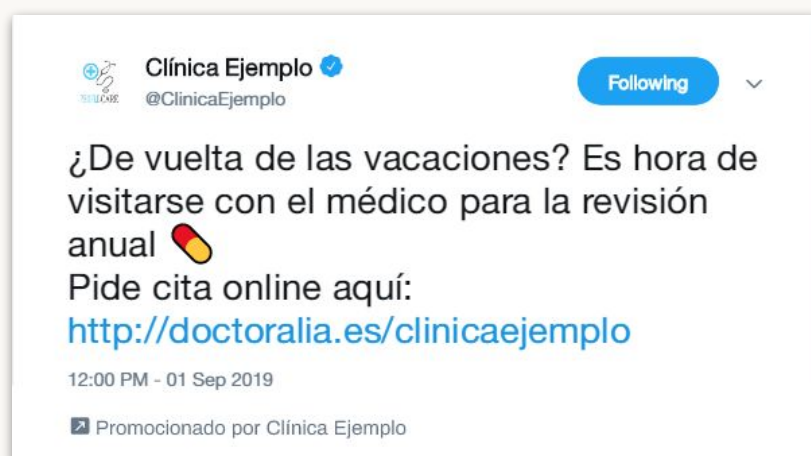 Clínica Ejemplo
Following
@ClinicaEjemplo
¿De vuelta de las vacaciones? Es hora de
visitarse con el médico para la revisión
anual
Pide cita online aquí:
http://doctoralia.es/clinicaejemplo
12:00 PM - 01 Sep 2019
Promocionado por Clínica Ejemplo